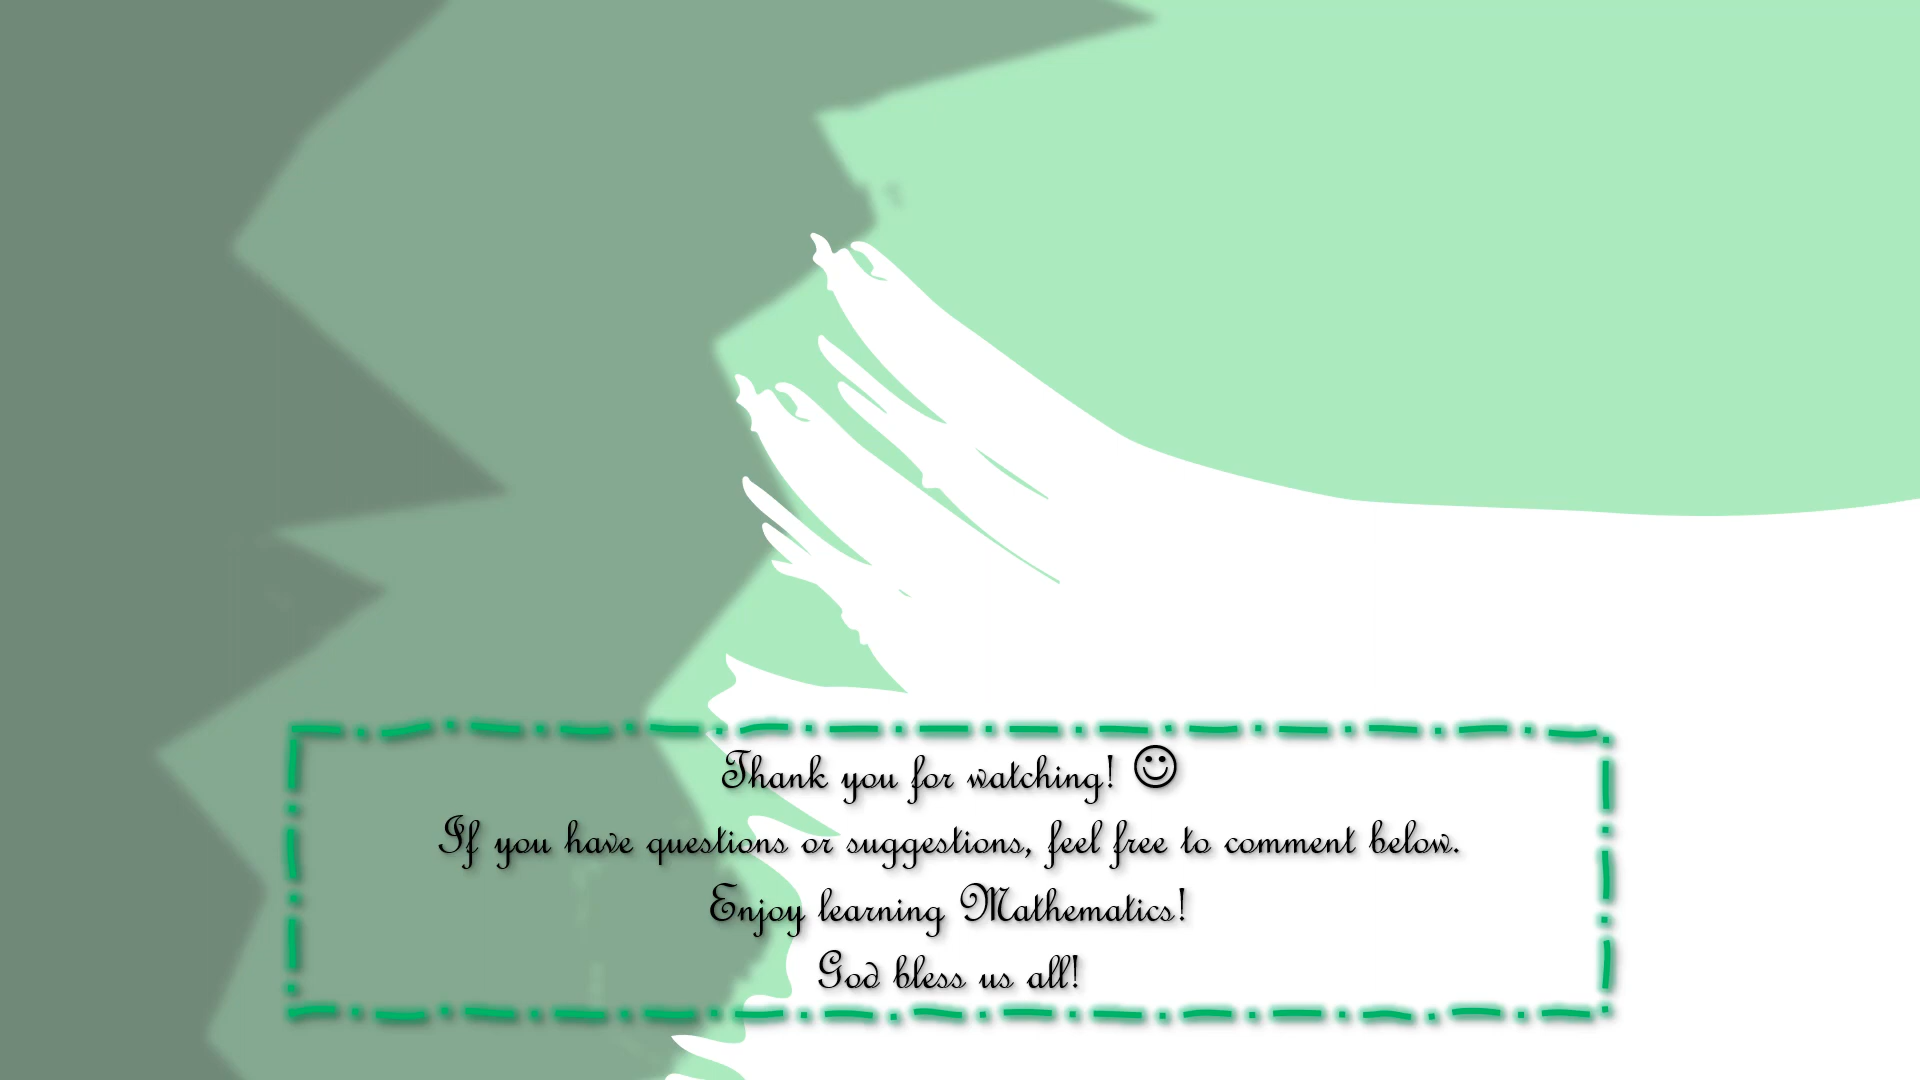 Thank you for watching! ☺
If you have questions or suggestions, feel free to comment below.
Enjoy learning Mathematics!
God bless us all!